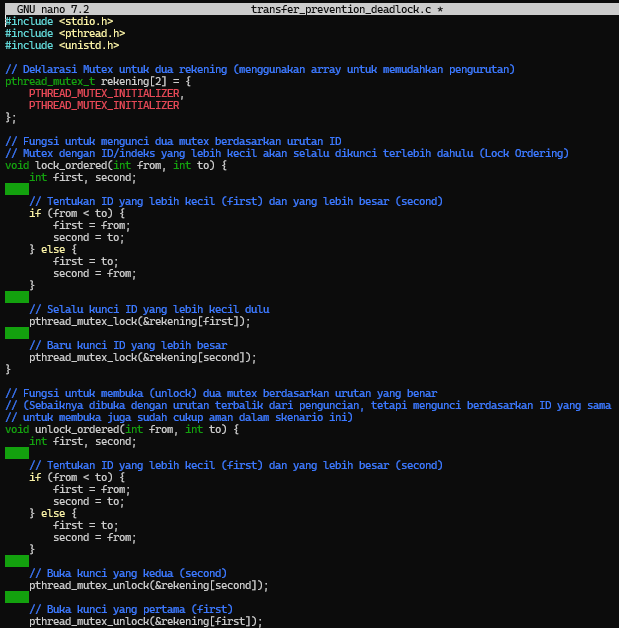 GNU nano 7.2 transfer_prevention_deadlock.c *
#include <stdio.h>
#include <pthread.h>
#include <unistd.h>

// Deklarasi Mutex untuk dua rekening (menggunakan array untuk memudahkan pengurutan)
pthread_mutex_t rekening[2] = {
    PTHREAD_MUTEX_INITIALIZER,
    PTHREAD_MUTEX_INITIALIZER
};

// Fungsi untuk mengunci dua mutex berdasarkan urutan ID
// Mutex dengan ID/indeks yang lebih kecil akan selalu dikunci terlebih dahulu (Lock Ordering)
void lock_ordered(int from, int to) {
    int first, second;

    // Tentukan ID yang lebih kecil (first) dan yang lebih besar (second)
    if (from < to) {
        first = from;
        second = to;
    } else {
        first = to;
        second = from;
    }

    // Selalu kunci ID yang lebih kecil dulu
    pthread_mutex_lock(&rekening[first]);

    // Baru kunci ID yang lebih besar
    pthread_mutex_lock(&rekening[second]);
}

// Fungsi untuk membuka (unlock) dua mutex berdasarkan urutan yang benar
// (Sebaiknya dibuka dengan urutan terbalik dari penguncian, tetapi mengunci berdasarkan ID yang sama
// untuk membuka juga sudah cukup aman dalam skenario ini)
void unlock_ordered(int from, int to) {
    int first, second;

    // Tentukan ID yang lebih kecil (first) dan yang lebih besar (second)
    if (from < to) {
        first = from;
        second = to;
    } else {
        first = to;
        second = from;
    }

    // Buka kunci yang kedua (second)
    pthread_mutex_unlock(&rekening[second]);

    // Buka kunci yang pertama (first)
    pthread_mutex_unlock(&rekening[first]);